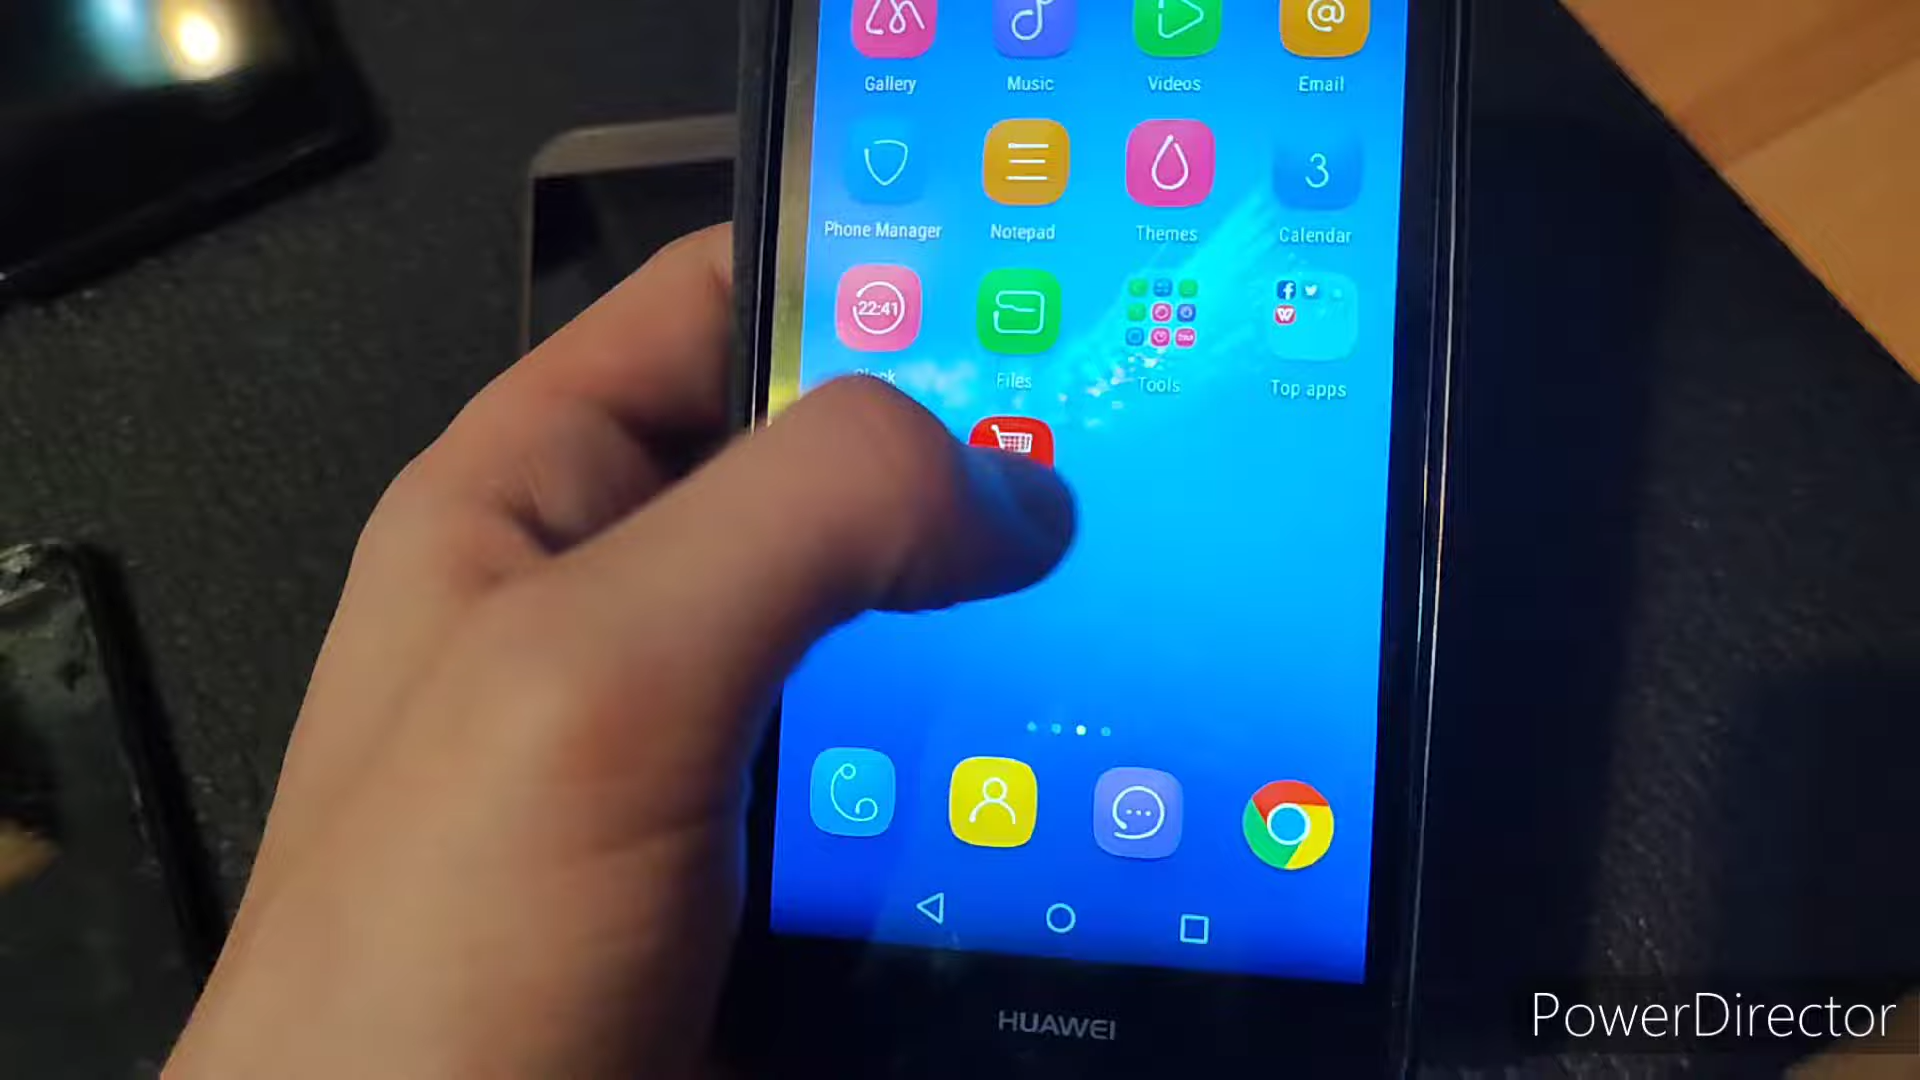 Gallery Music Videos Email
@
3
Phone Manager Notepad Themes Calendar
22:41
Files Tools Top apps
HUAWEI
PowerDirector